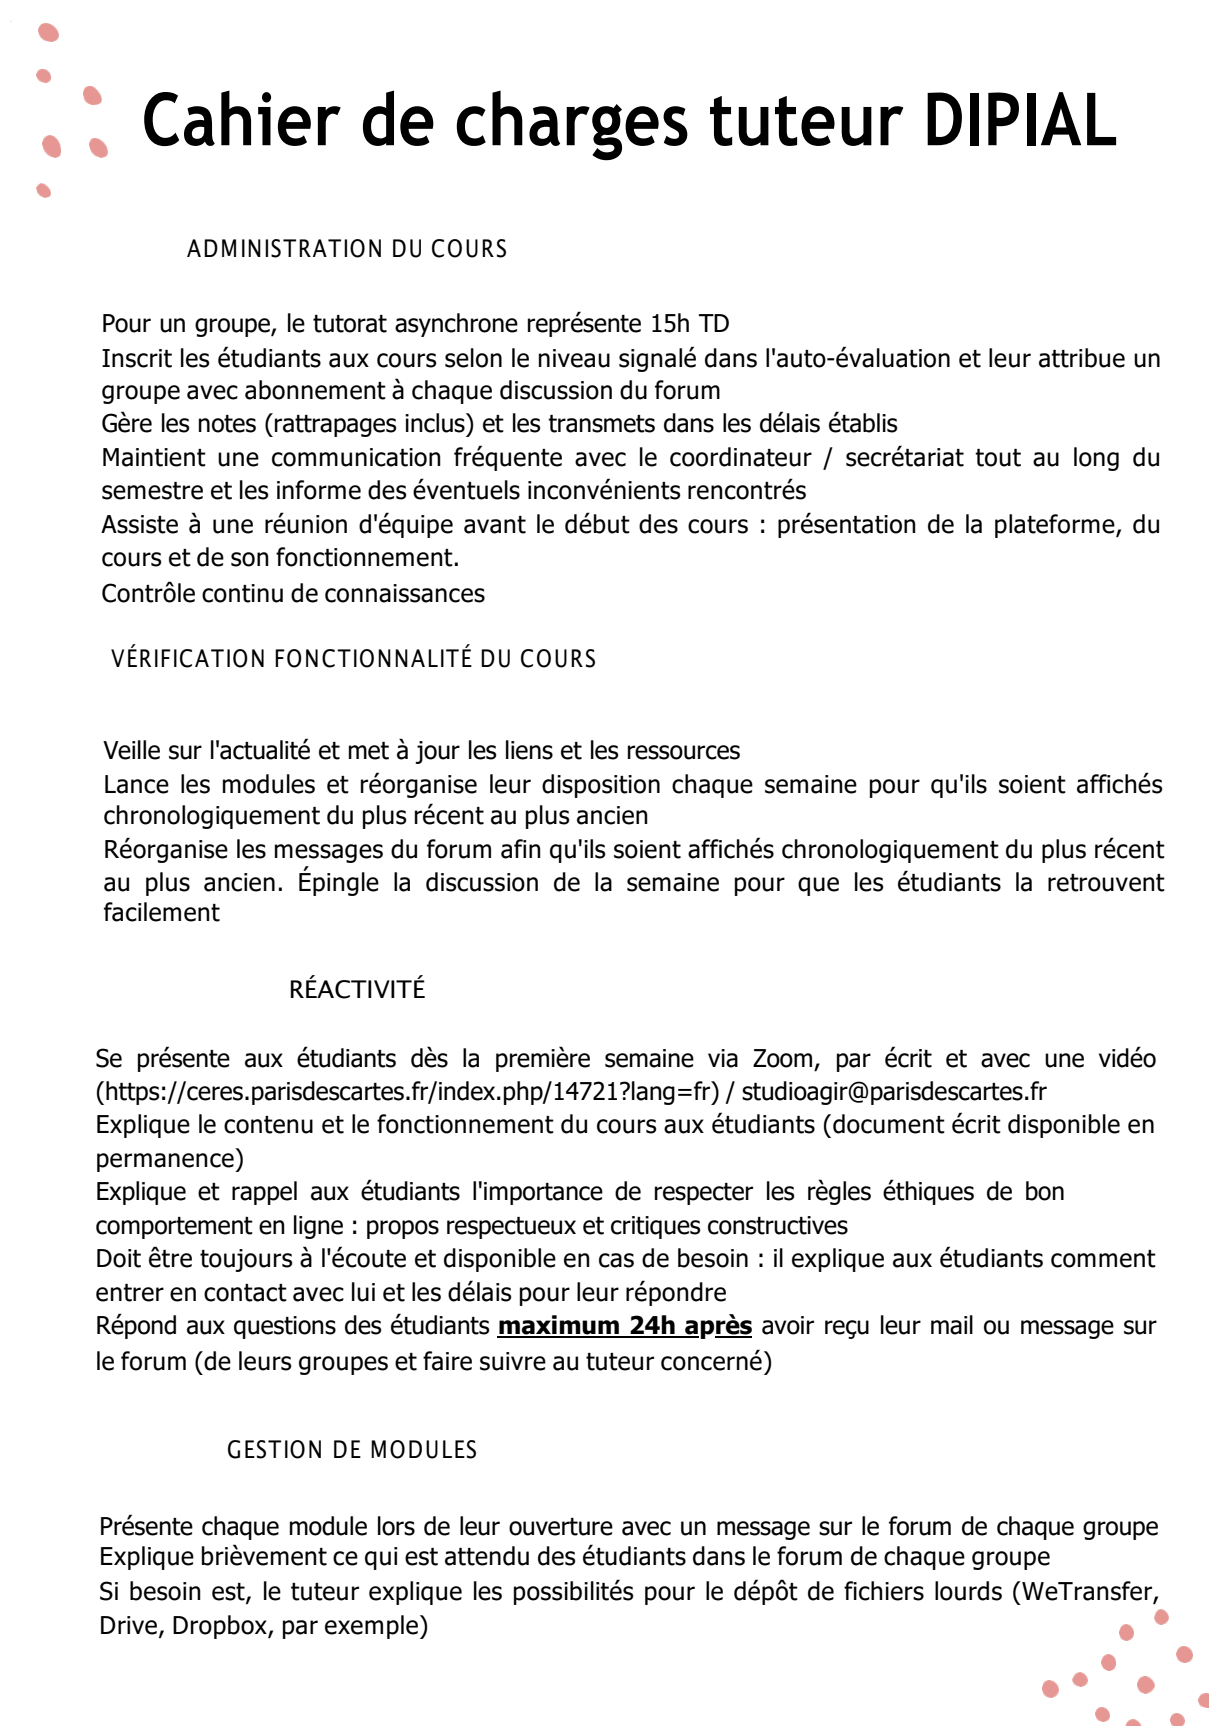 Cahier de charges tuteur DIPIAL
ADMINISTRATION DU COURS
Pour un groupe, le tutorat asynchrone représente 15h TD
Inscrit les étudiants aux cours selon le niveau signalé dans l'auto-évaluation et leur attribue un
groupe avec abonnement à chaque discussion du forum
Gère les notes (rattrapages inclus) et les transmets dans les délais établis
Maintient une communication fréquente avec le coordinateur / secrétariat tout au long du
semestre et les informe des éventuels inconvénients rencontrés
Assiste à une réunion d'équipe avant le début des cours : présentation de la plateforme, du
cours et de son fonctionnement.
Contrôle continu de connaissances
VÉRIFICATION FONCTIONNALITÉ DU COURS
Veille sur l'actualité et met à jour les liens et les ressources
Lance les modules et réorganise leur disposition chaque semaine pour qu'ils soient affichés
chronologiquement du plus récent au plus ancien
Réorganise les messages du forum afin qu'ils soient affichés chronologiquement du plus récent
au plus ancien. Épingle la discussion de la semaine pour que les étudiants la retrouvent
facilement
RÉACTIVITÉ
Se présente aux étudiants dès la première semaine via Zoom, par écrit et avec une vidéo
(https://ceres.parisdescartes.fr/index.php/14721?lang=fr) / studioagir@parisdescartes.fr
Explique le contenu et le fonctionnement du cours aux étudiants (document écrit disponible en
permanence)
Explique et rappel aux étudiants l'importance de respecter les règles éthiques de bon
comportement en ligne : propos respectueux et critiques constructives
Doit être toujours à l'écoute et disponible en cas de besoin : il explique aux étudiants comment
entrer en contact avec lui et les délais pour leur répondre
Répond aux questions des étudiants maximum 24h après avoir reçu leur mail ou message sur
le forum (de leurs groupes et faire suivre au tuteur concerné)
GESTION DE MODULES
Présente chaque module lors de leur ouverture avec un message sur le forum de chaque groupe
Explique brièvement ce qui est attendu des étudiants dans le forum de chaque groupe
Si besoin est, le tuteur explique les possibilités pour le dépôt de fichiers lourds (WeTransfer,
Drive, Dropbox, par exemple)